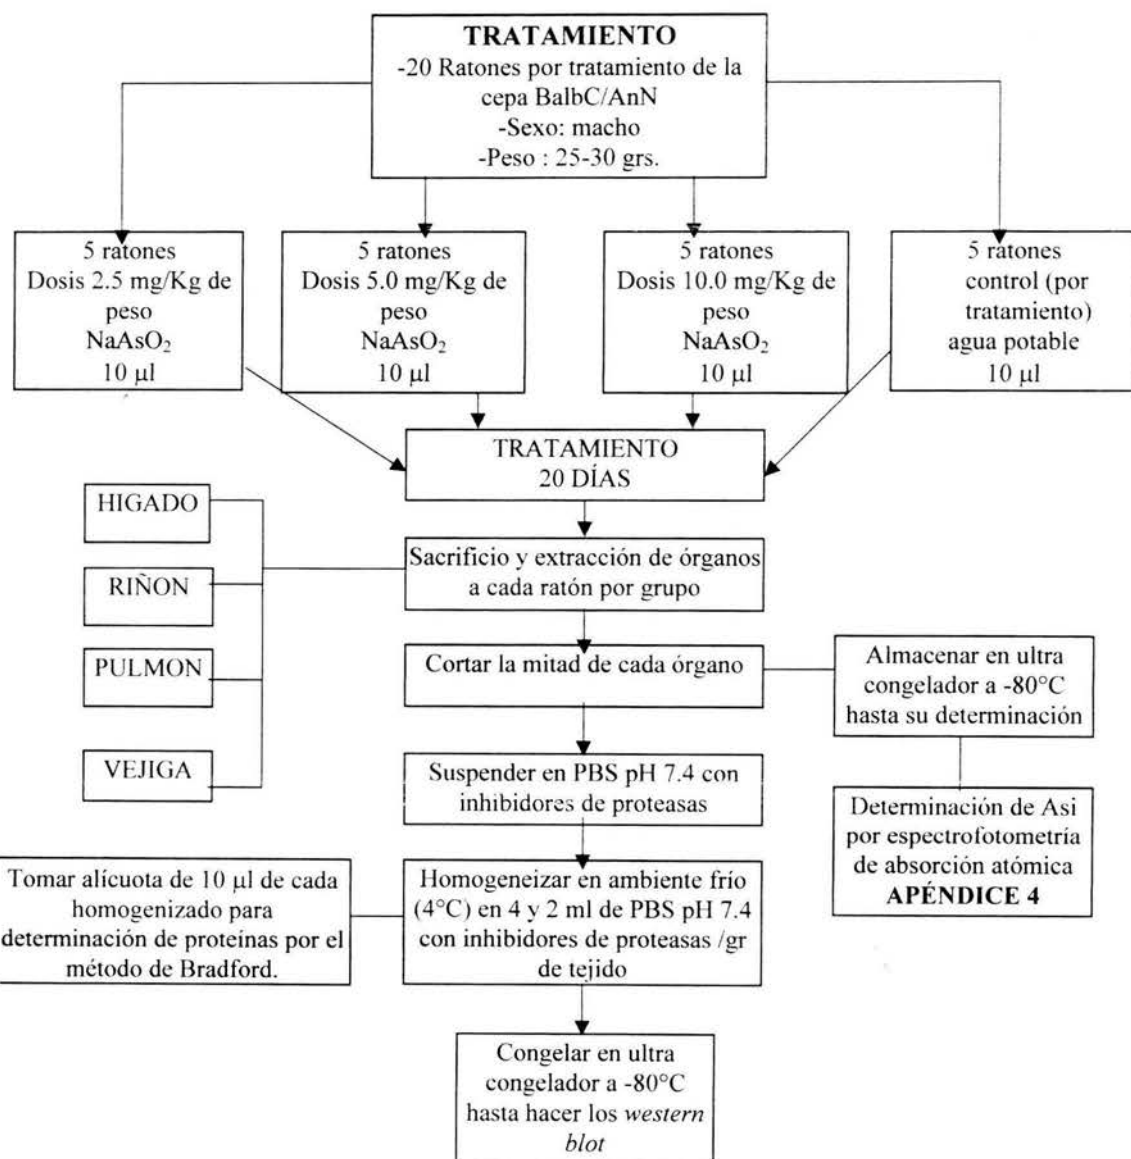 TRATAMIENTO
-20 Ratones por tratamiento de la
cepa BalbC/AnN
-Sexo: macho
-Peso : 25-30 grs.
5 ratones
Dosis 2.5 mg/Kg de
peso
NaAsO₂
10 µl
5 ratones
Dosis 5.0 mg/Kg de
peso
NaAsO₂
10 µl
5 ratones
Dosis 10.0 mg/Kg de
peso
NaAsO₂
10 µl
5 ratones
control (por
tratamiento)
agua potable
10 µl
TRATAMIENTO
20 DÍAS
HIGADO
RIÑON
PULMON
VEJIGA
Sacrificio y extracción de órganos
a cada ratón por grupo
Cortar la mitad de cada órgano
Almacenar en ultra
congelador a -80°C
hasta su determinación
Suspender en PBS pH 7.4 con
inhibidores de proteasas
Determinación de Asi
por espectrofotometría
de absorción atómica
APÉNDICE 4
Tomar alícuota de 10 µl de cada
homogenizado para
determinación de proteínas por el
método de Bradford.
Homogeneizar en ambiente frío
(4°C) en 4 y 2 ml de PBS pH 7.4
con inhibidores de proteasas /gr
de tejido
Congelar en ultra
congelador a -80°C
hasta hacer los western
blot